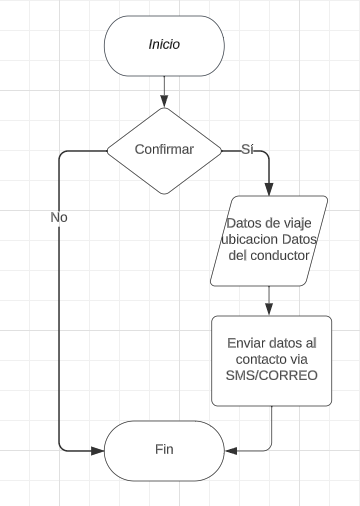 Inicio
Confirmar
Sí
No
Datos de viaje
ubicacion Datos
del conductor
Enviar datos al
contacto via
SMS/CORREO
Fin